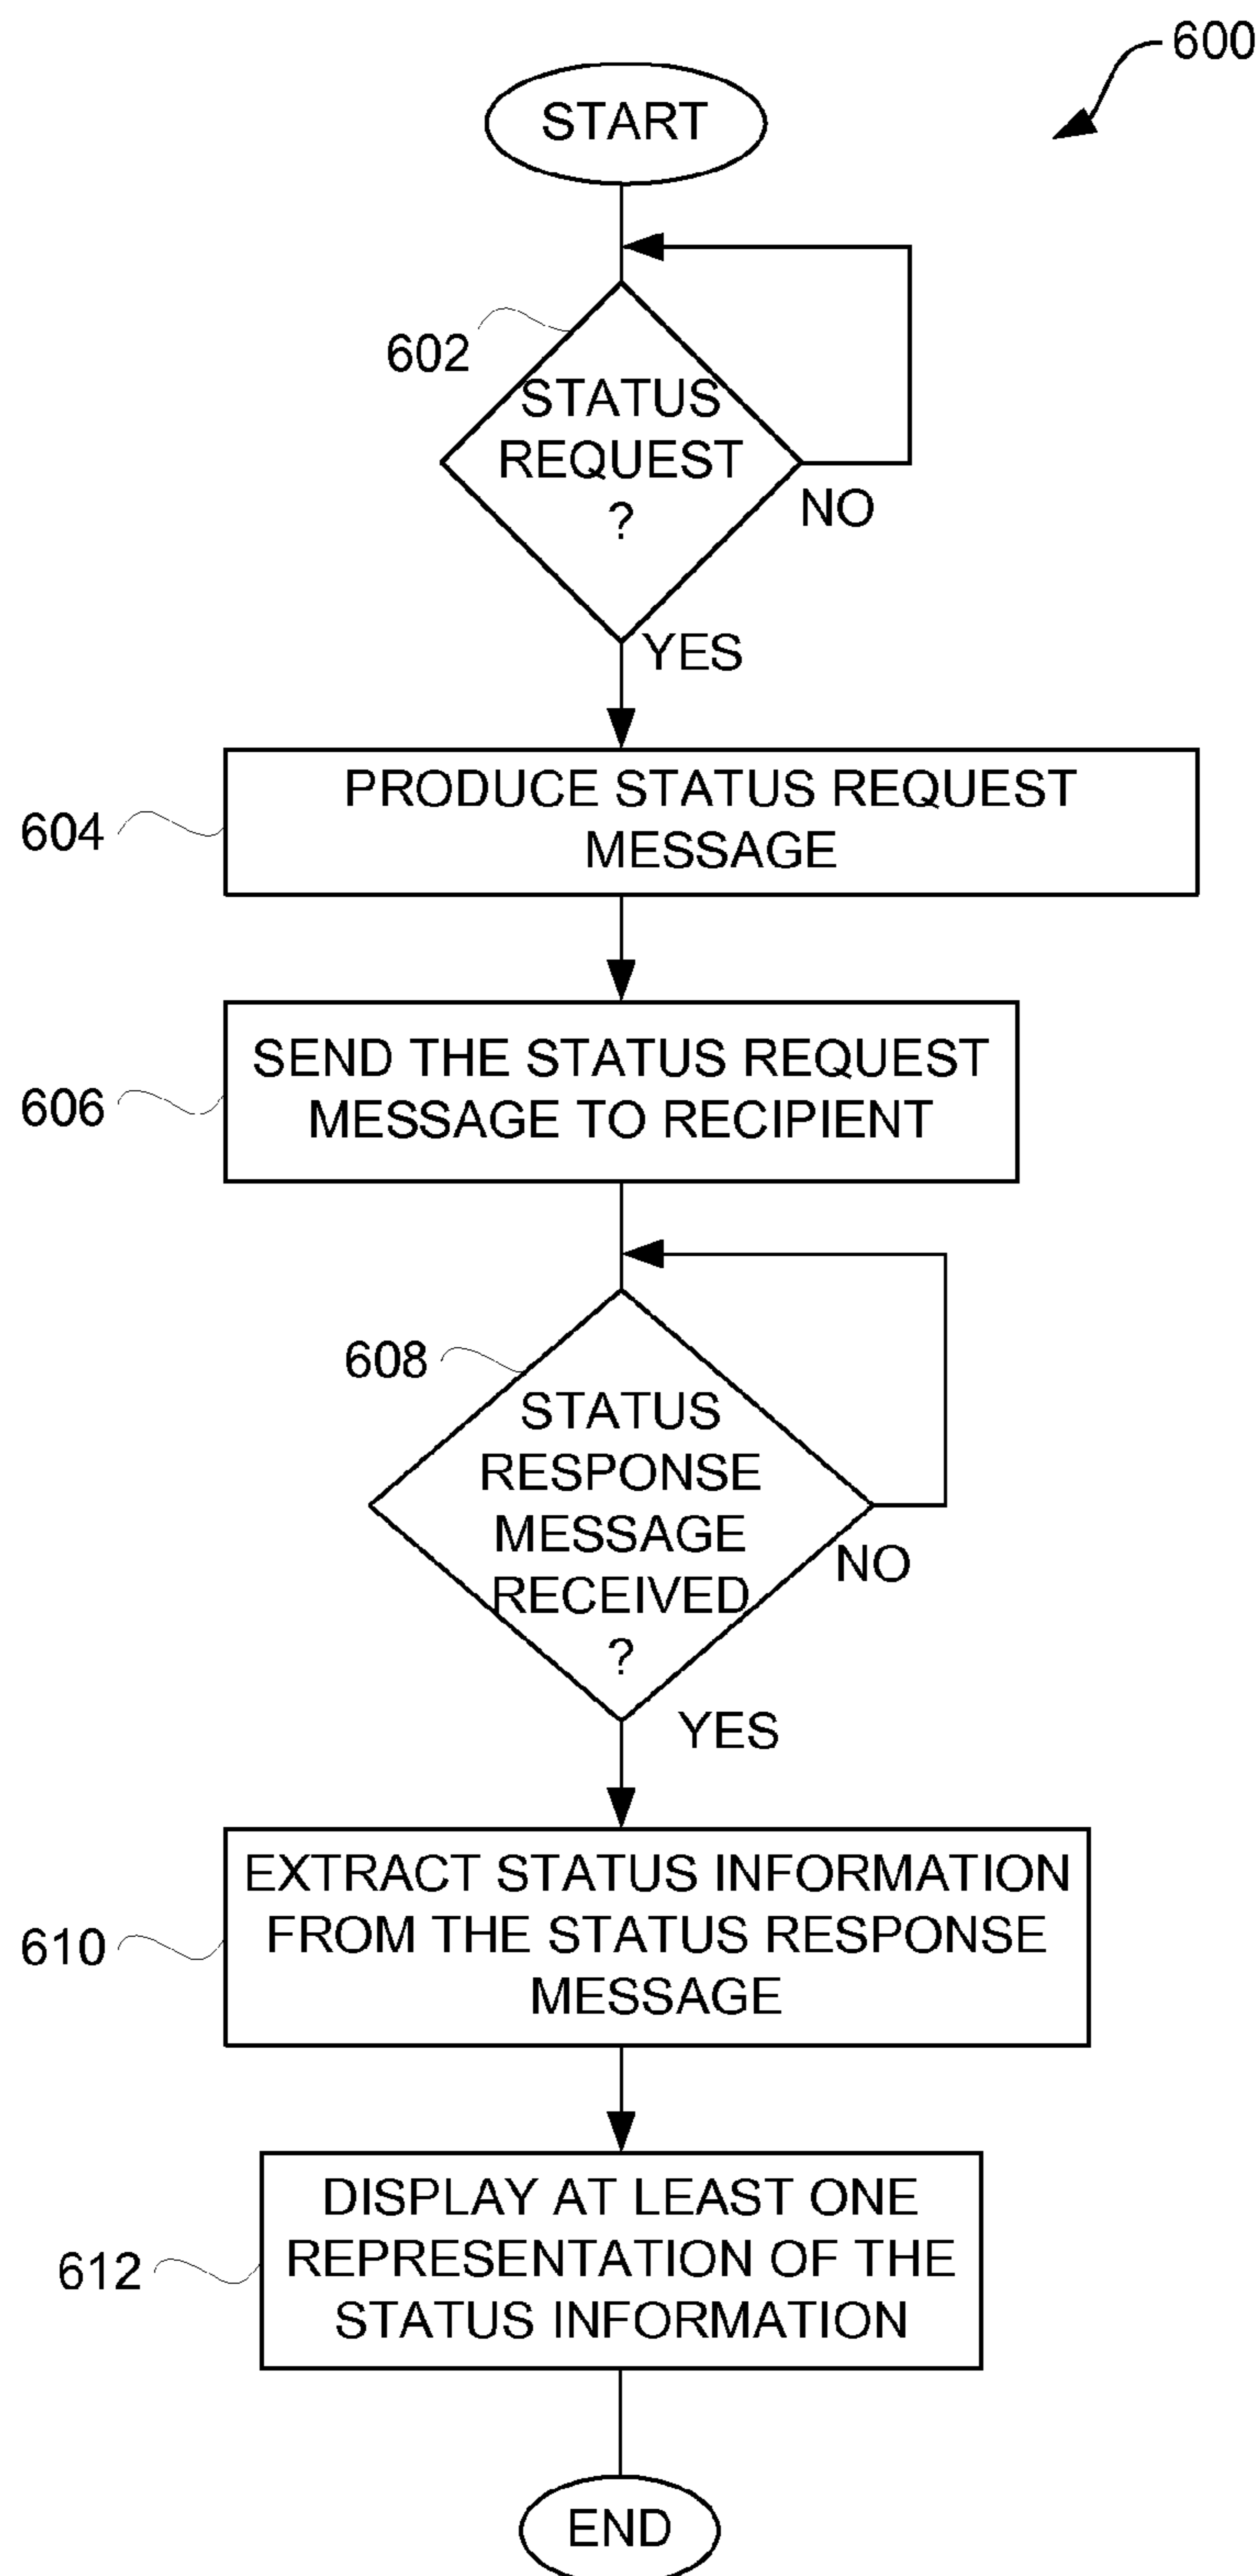 600
START
602
STATUS
REQUEST
?
NO
YES
PRODUCE STATUS REQUEST
MESSAGE
604
SEND THE STATUS REQUEST
MESSAGE TO RECIPIENT
606
608
STATUS
RESPONSE
MESSAGE
RECEIVED
?
NO
YES
EXTRACT STATUS INFORMATION
FROM THE STATUS RESPONSE
MESSAGE
610
DISPLAY AT LEAST ONE
REPRESENTATION OF THE
STATUS INFORMATION
612
END